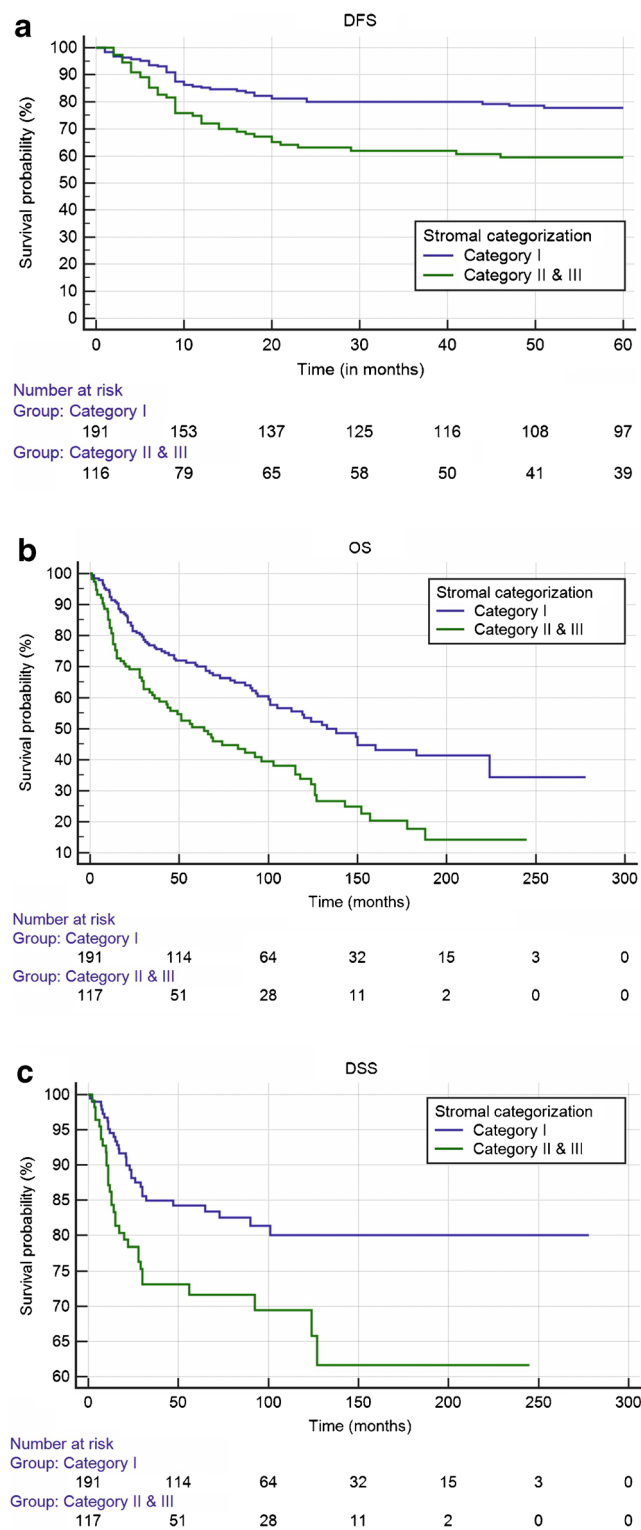 a
DFS
100
90
80
70
60
50
40
30
20
10
0
Survival probability (%)
Stromal categorization
Category I
Category II & III
0 10 20 30 40 50 60
Time (in months)
Number at risk
Group: Category I
191 153 137 125 116 108 97
Group: Category II & III
116 79 65 58 50 41 39
b
OS
100
90
80
70
60
50
40
30
20
10
Survival probability (%)
Stromal categorization
Category I
Category II & III
0 50 100 150 200 250 300
Time (months)
Number at risk
Group: Category I
191 114 64 32 15 3 0
Group: Category II & III
117 51 28 11 2 0 0
c
DSS
100
95
90
85
80
75
70
65
60
Survival probability (%)
Stromal categorization
Category I
Category II & III
0 50 100 150 200 250 300
Time (months)
Number at risk
Group: Category I
191 114 64 32 15 3 0
Group: Category II & III
117 51 28 11 2 0 0